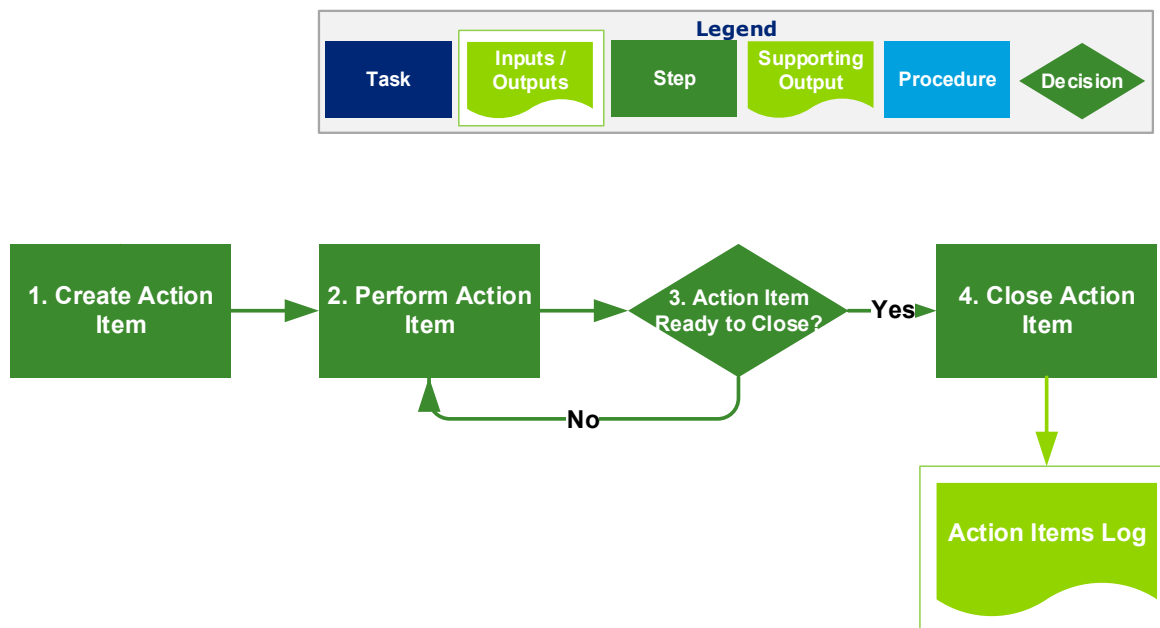 Legend
Task
Inputs /
Outputs
Step
Supporting
Output
Procedure
Decision
1. Create Action
Item
2. Perform Action
Item
3. Action Item
Ready to Close?
Yes
4. Close Action
Item
No
Action Items Log